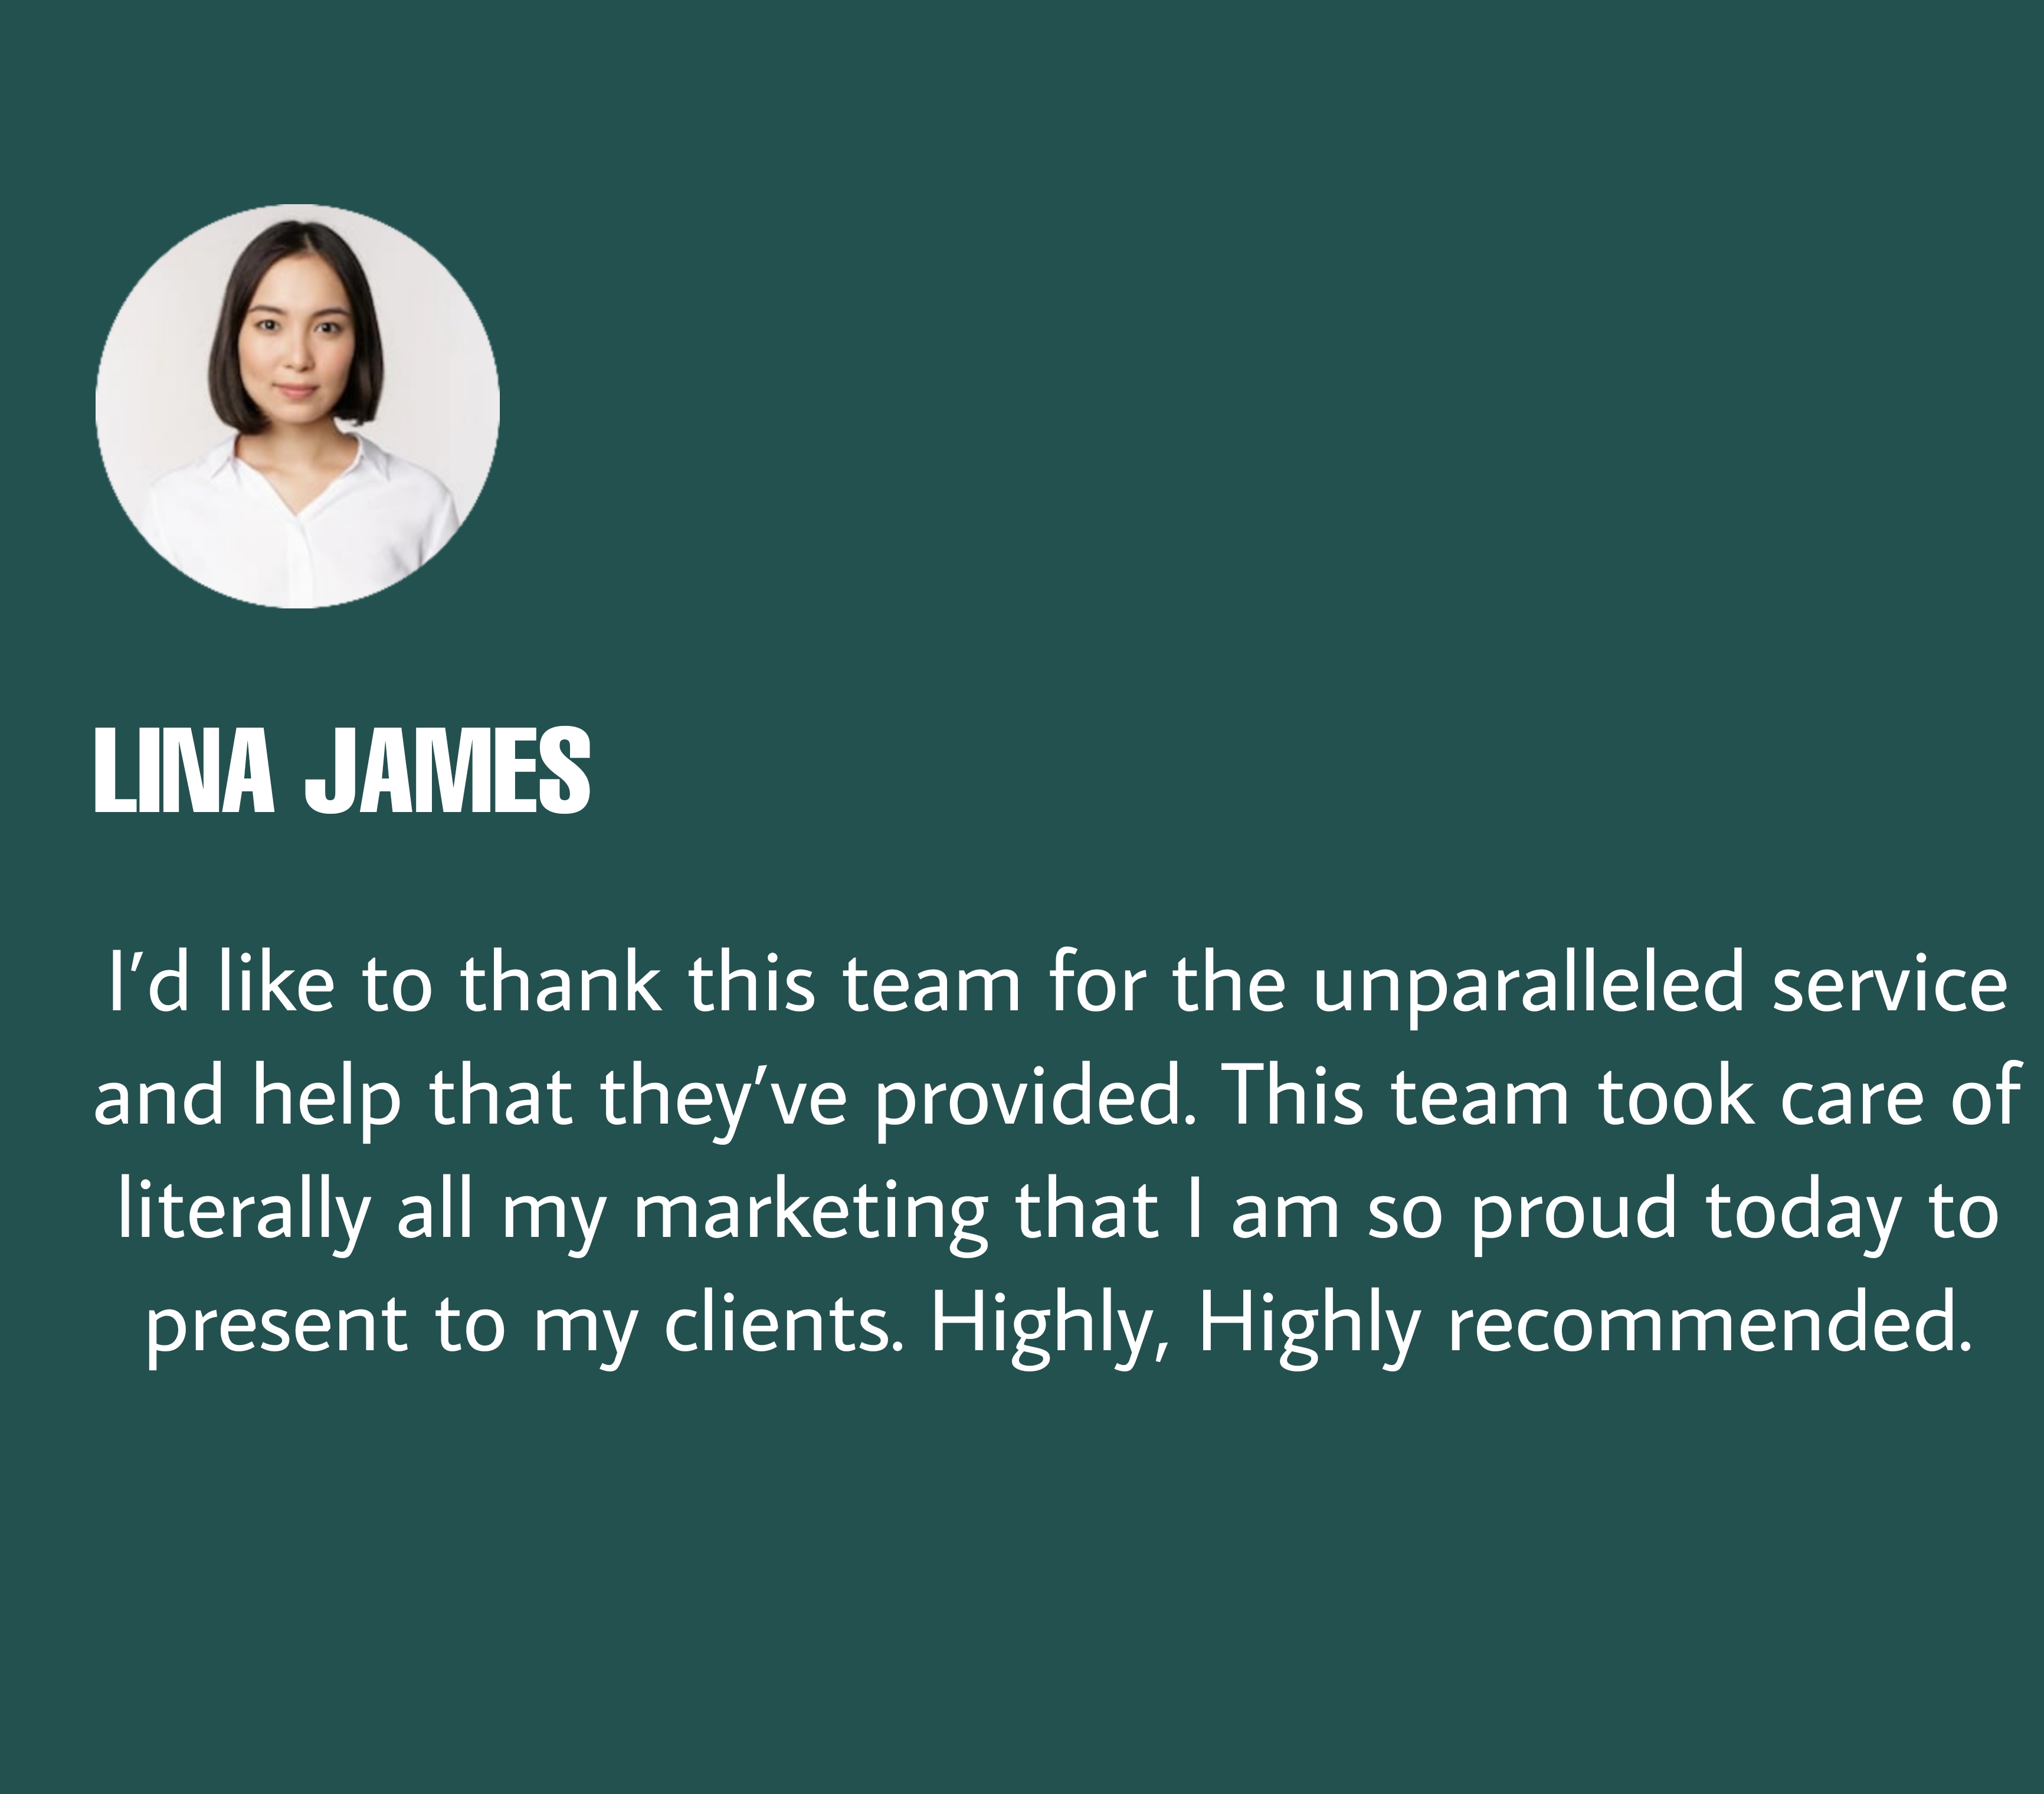 LINA JAMES
I'd like to thank this team for the unparalleled service
and help that they've provided. This team took care of
literally all my marketing that I am so proud today to
present to my clients. Highly, Highly recommended.